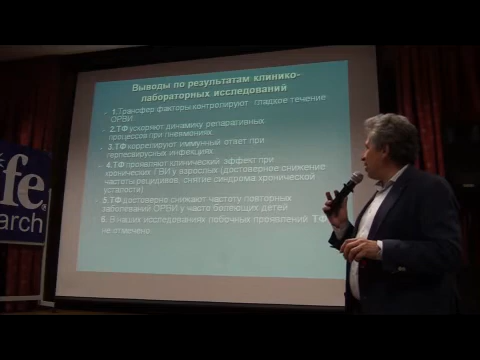 Выводы по результатам клинико-
лабораторных исследований
1.Трансфер факторы контролируют гладкое течение
ОРВИ
2.ТФ ускоряют динамику репаративных
процессов при пневмониях
3.ТФ коррелируют иммунный ответ при
герпесвирусных инфекциях
4.ТФ проявляют клинический эффект при
хронических ГВИ у взрослых (достоверное снижение
частоты рецидивов, снятие синдрома хронической
усталости)
5.ТФ достоверно снижают частоту повторных
заболеваний ОРВИ у часто болеющих детей
6. В наших исследованиях побочных проявлений ТФ
не отмечено
fe®
arch